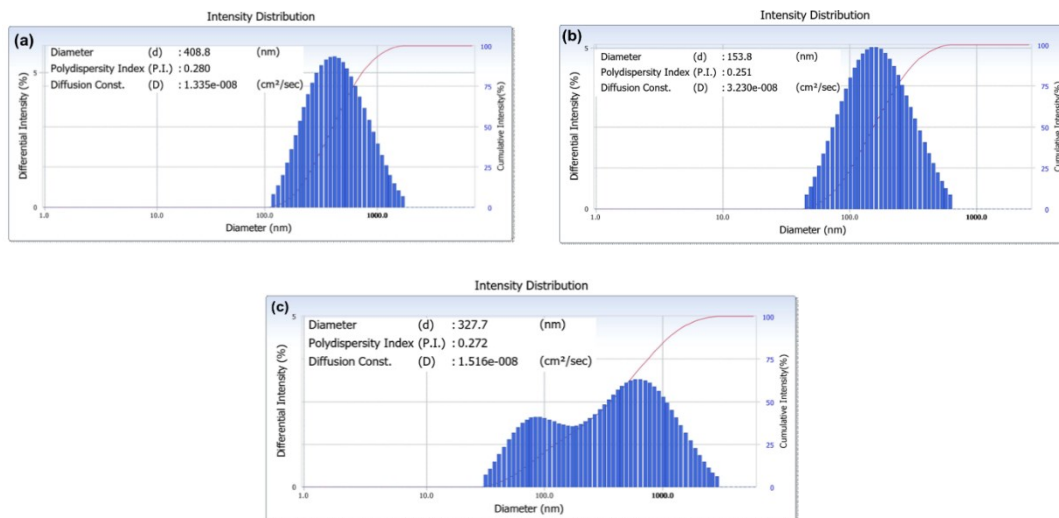 Intensity Distribution
(a)
Diameter (d) : 408.8 (nm)
Polydispersity Index (P.I.) : 0.280
Diffusion Const. (D) : 1.335e-008 (cm²/sec)
Differential Intensity (%)
5
0
1.0 10.0 100.0 1000.0
Diameter (nm)
100
75
50
25
0
Cumulative Intensity(%)
Intensity Distribution
(b)
Diameter (d) : 153.8 (nm)
Polydispersity Index (P.I.) : 0.251
Diffusion Const. (D) : 3.230e-008 (cm²/sec)
Differential Intensity (%)
5
0
1.0 10.0 100.0 1000.0
Diameter (nm)
100
75
50
25
0
Cumulative Intensity(%)
Intensity Distribution
(c)
Diameter (d) : 327.7 (nm)
Polydispersity Index (P.I.) : 0.272
Diffusion Const. (D) : 1.516e-008 (cm²/sec)
Differential Intensity (%)
5
0
1.0 10.0 100.0 1000.0
Diameter (nm)
100
75
50
25
0
Cumulative Intensity(%)